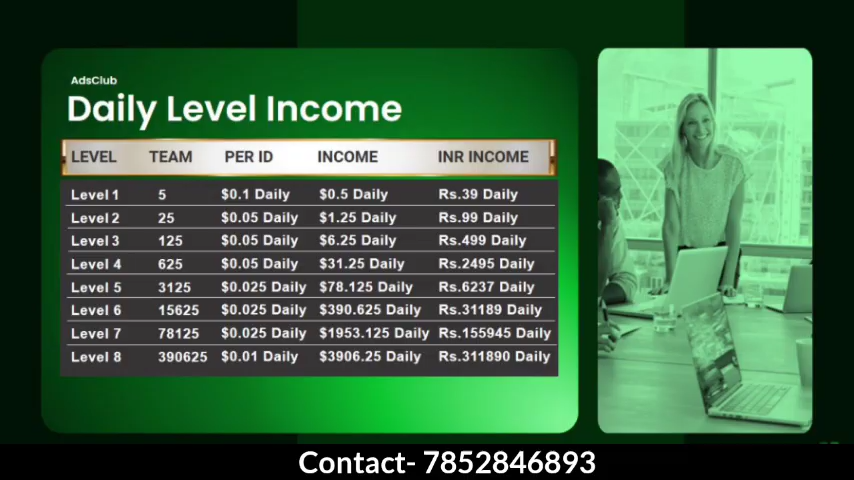 AdsClub
Daily Level Income
LEVEL TEAM PER ID INCOME INR INCOME
Level 1 5 $0.1 Daily $0.5 Daily Rs.39 Daily
Level 2 25 $0.05 Daily $1.25 Daily Rs.99 Daily
Level 3 125 $0.05 Daily $6.25 Daily Rs.499 Daily
Level 4 625 $0.05 Daily $31.25 Daily Rs.2495 Daily
Level 5 3125 $0.025 Daily $78.125 Daily Rs.6237 Daily
Level 6 15625 $0.025 Daily $390.625 Daily Rs.31189 Daily
Level 7 78125 $0.025 Daily $1953.125 Daily Rs.155945 Daily
Level 8 390625 $0.01 Daily $3906.25 Daily Rs.311890 Daily
Contact- 7852846893